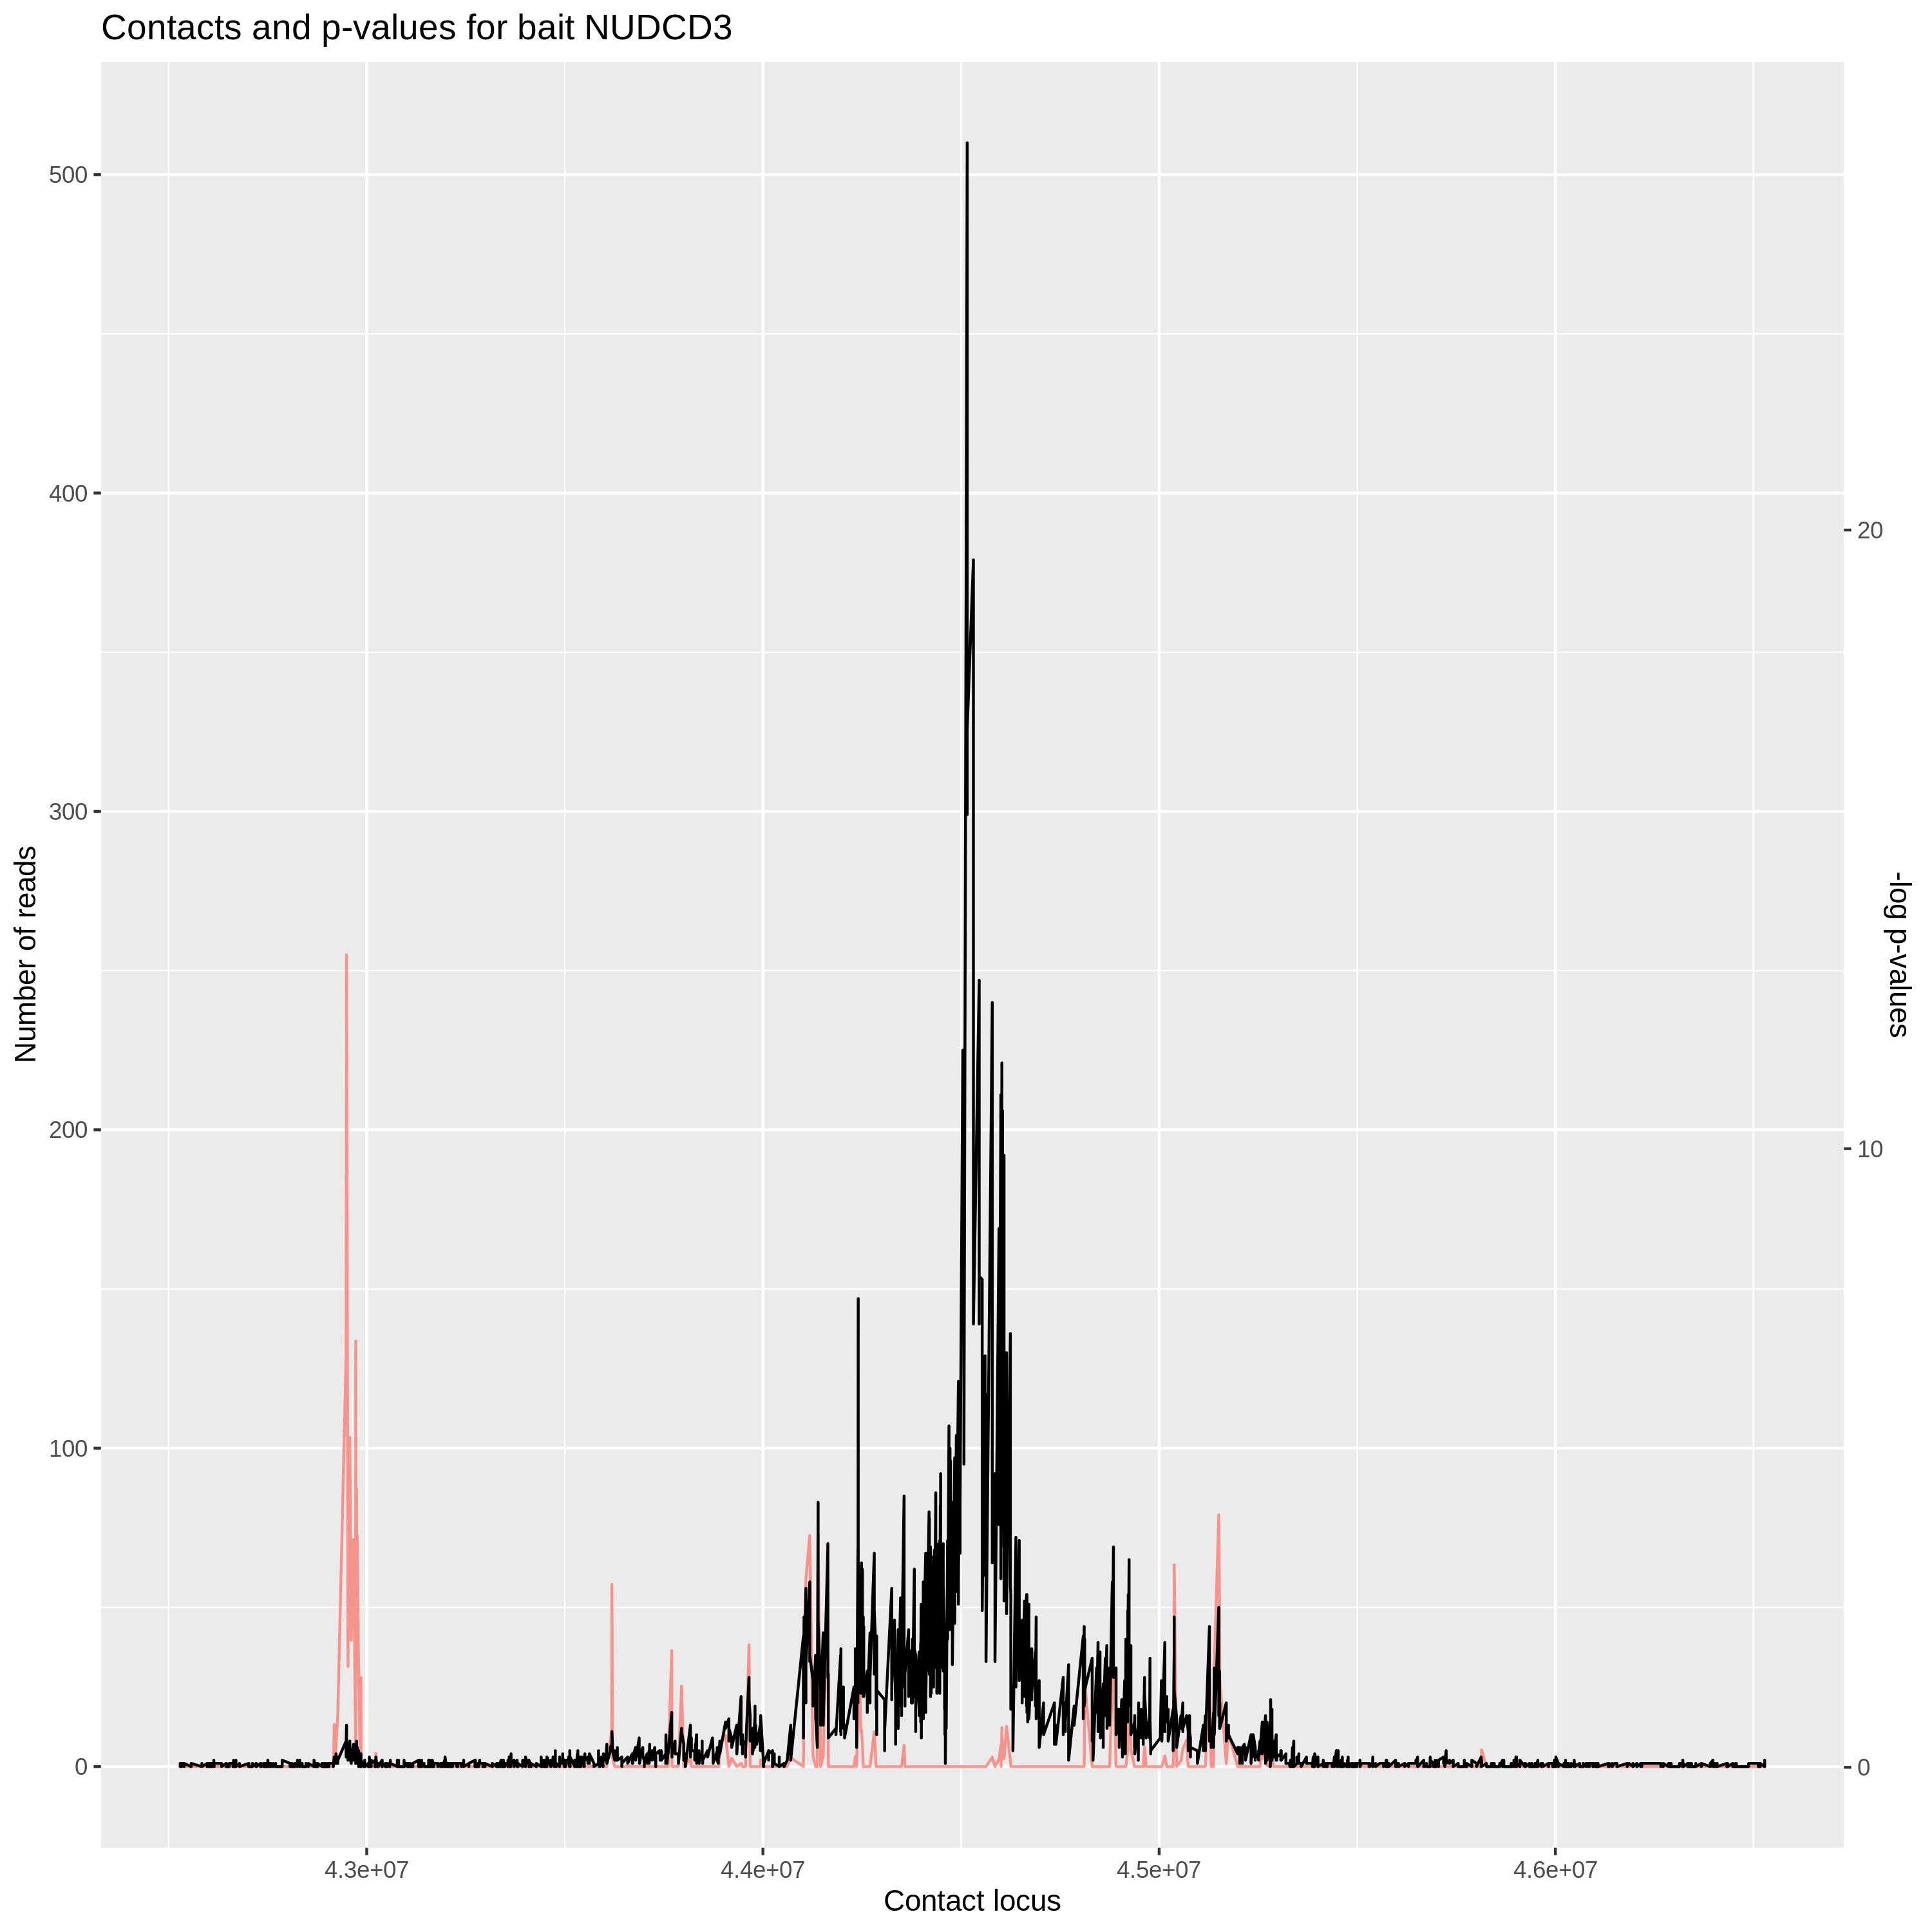 Contacts and p-values for bait NUDCD3
500
400
300
200
100
0
Number of reads
20
10
0
-log p-values
4.3e+07
4.4e+07
4.5e+07
4.6e+07
Contact locus